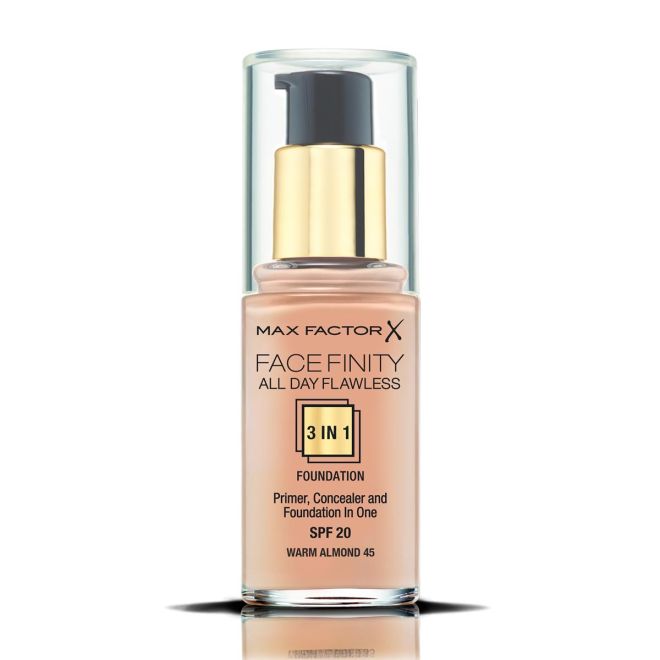 MAX FACTOR X
FACE FINITY
ALL DAY FLAWLESS
3 IN 1
FOUNDATION
Primer, Concealer and
Foundation In One
SPF 20
WARM ALMOND 45